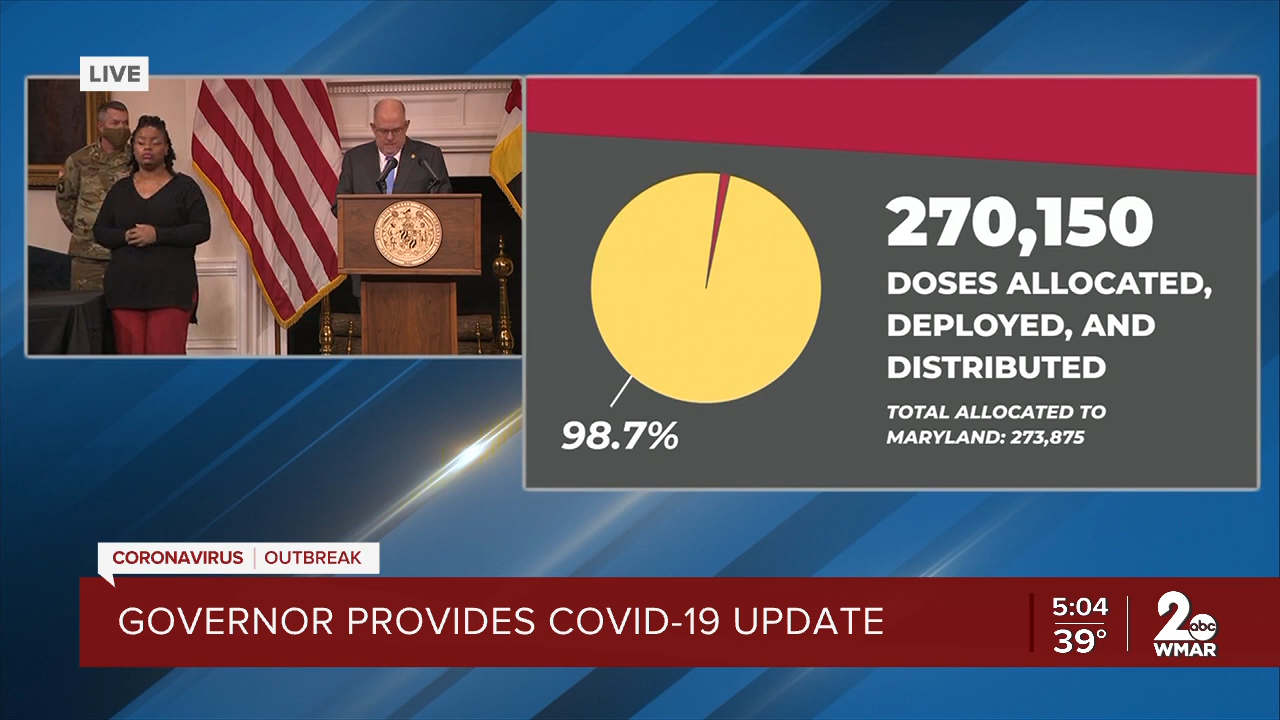 LIVE
270,150
DOSES ALLOCATED,
DEPLOYED, AND
DISTRIBUTED
TOTAL ALLOCATED TO
MARYLAND: 273,875
98.7%
CORONAVIRUS | OUTBREAK
GOVERNOR PROVIDES COVID-19 UPDATE
5:04
39°
2
abc
WMAR